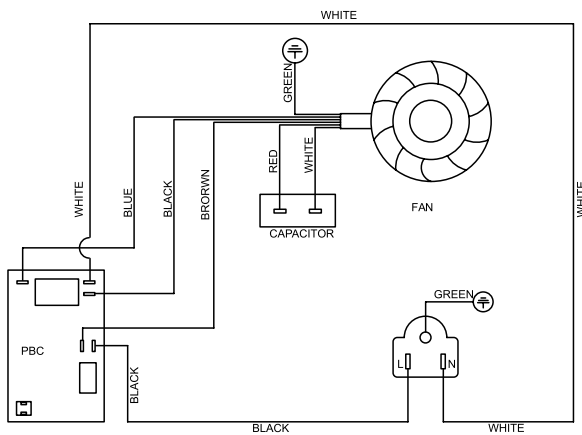 WHITE
GREEN
WHITE
BLUE
BLACK
BRORWN
RED
WHITE
WHITE
FAN
CAPACITOR
GREEN
PBC
L
N
BLACK
BLACK
WHITE